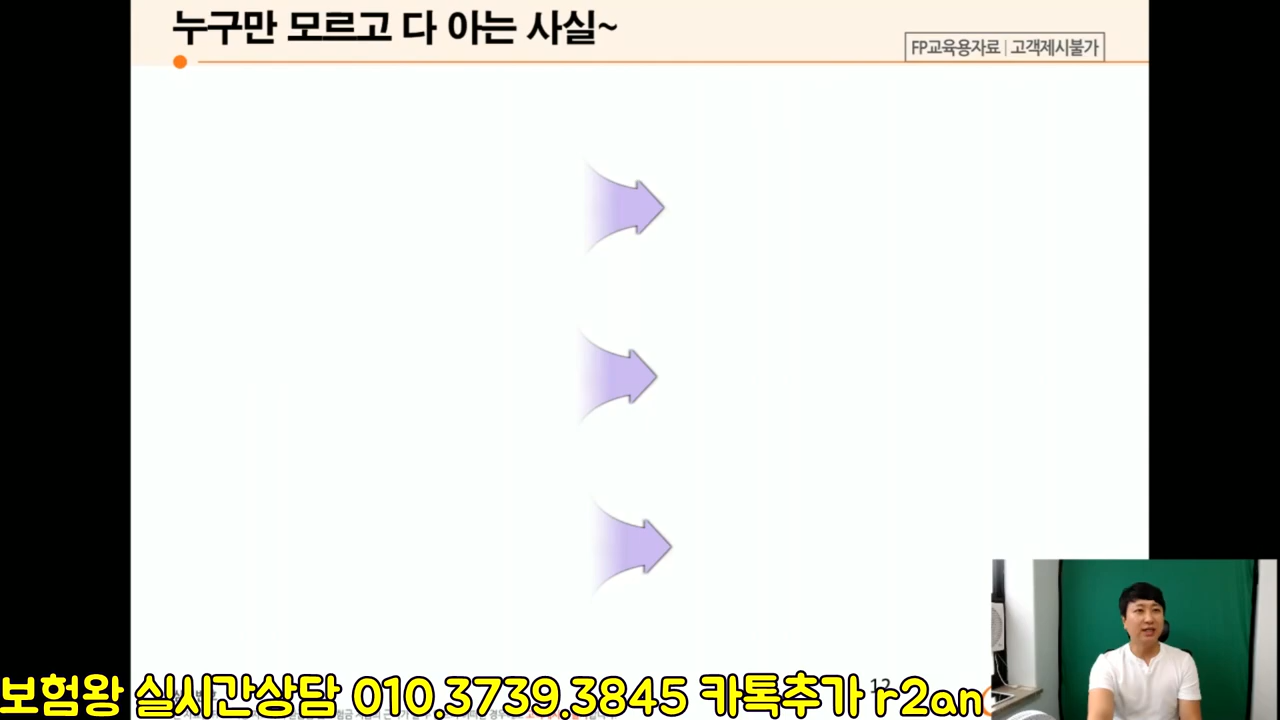 누구만 모르고 다 아는 사실~
FP교육용자료 | 고객제시불가
12
보험왕 실시간상담 010.3739.3845 카톡추가 r2an